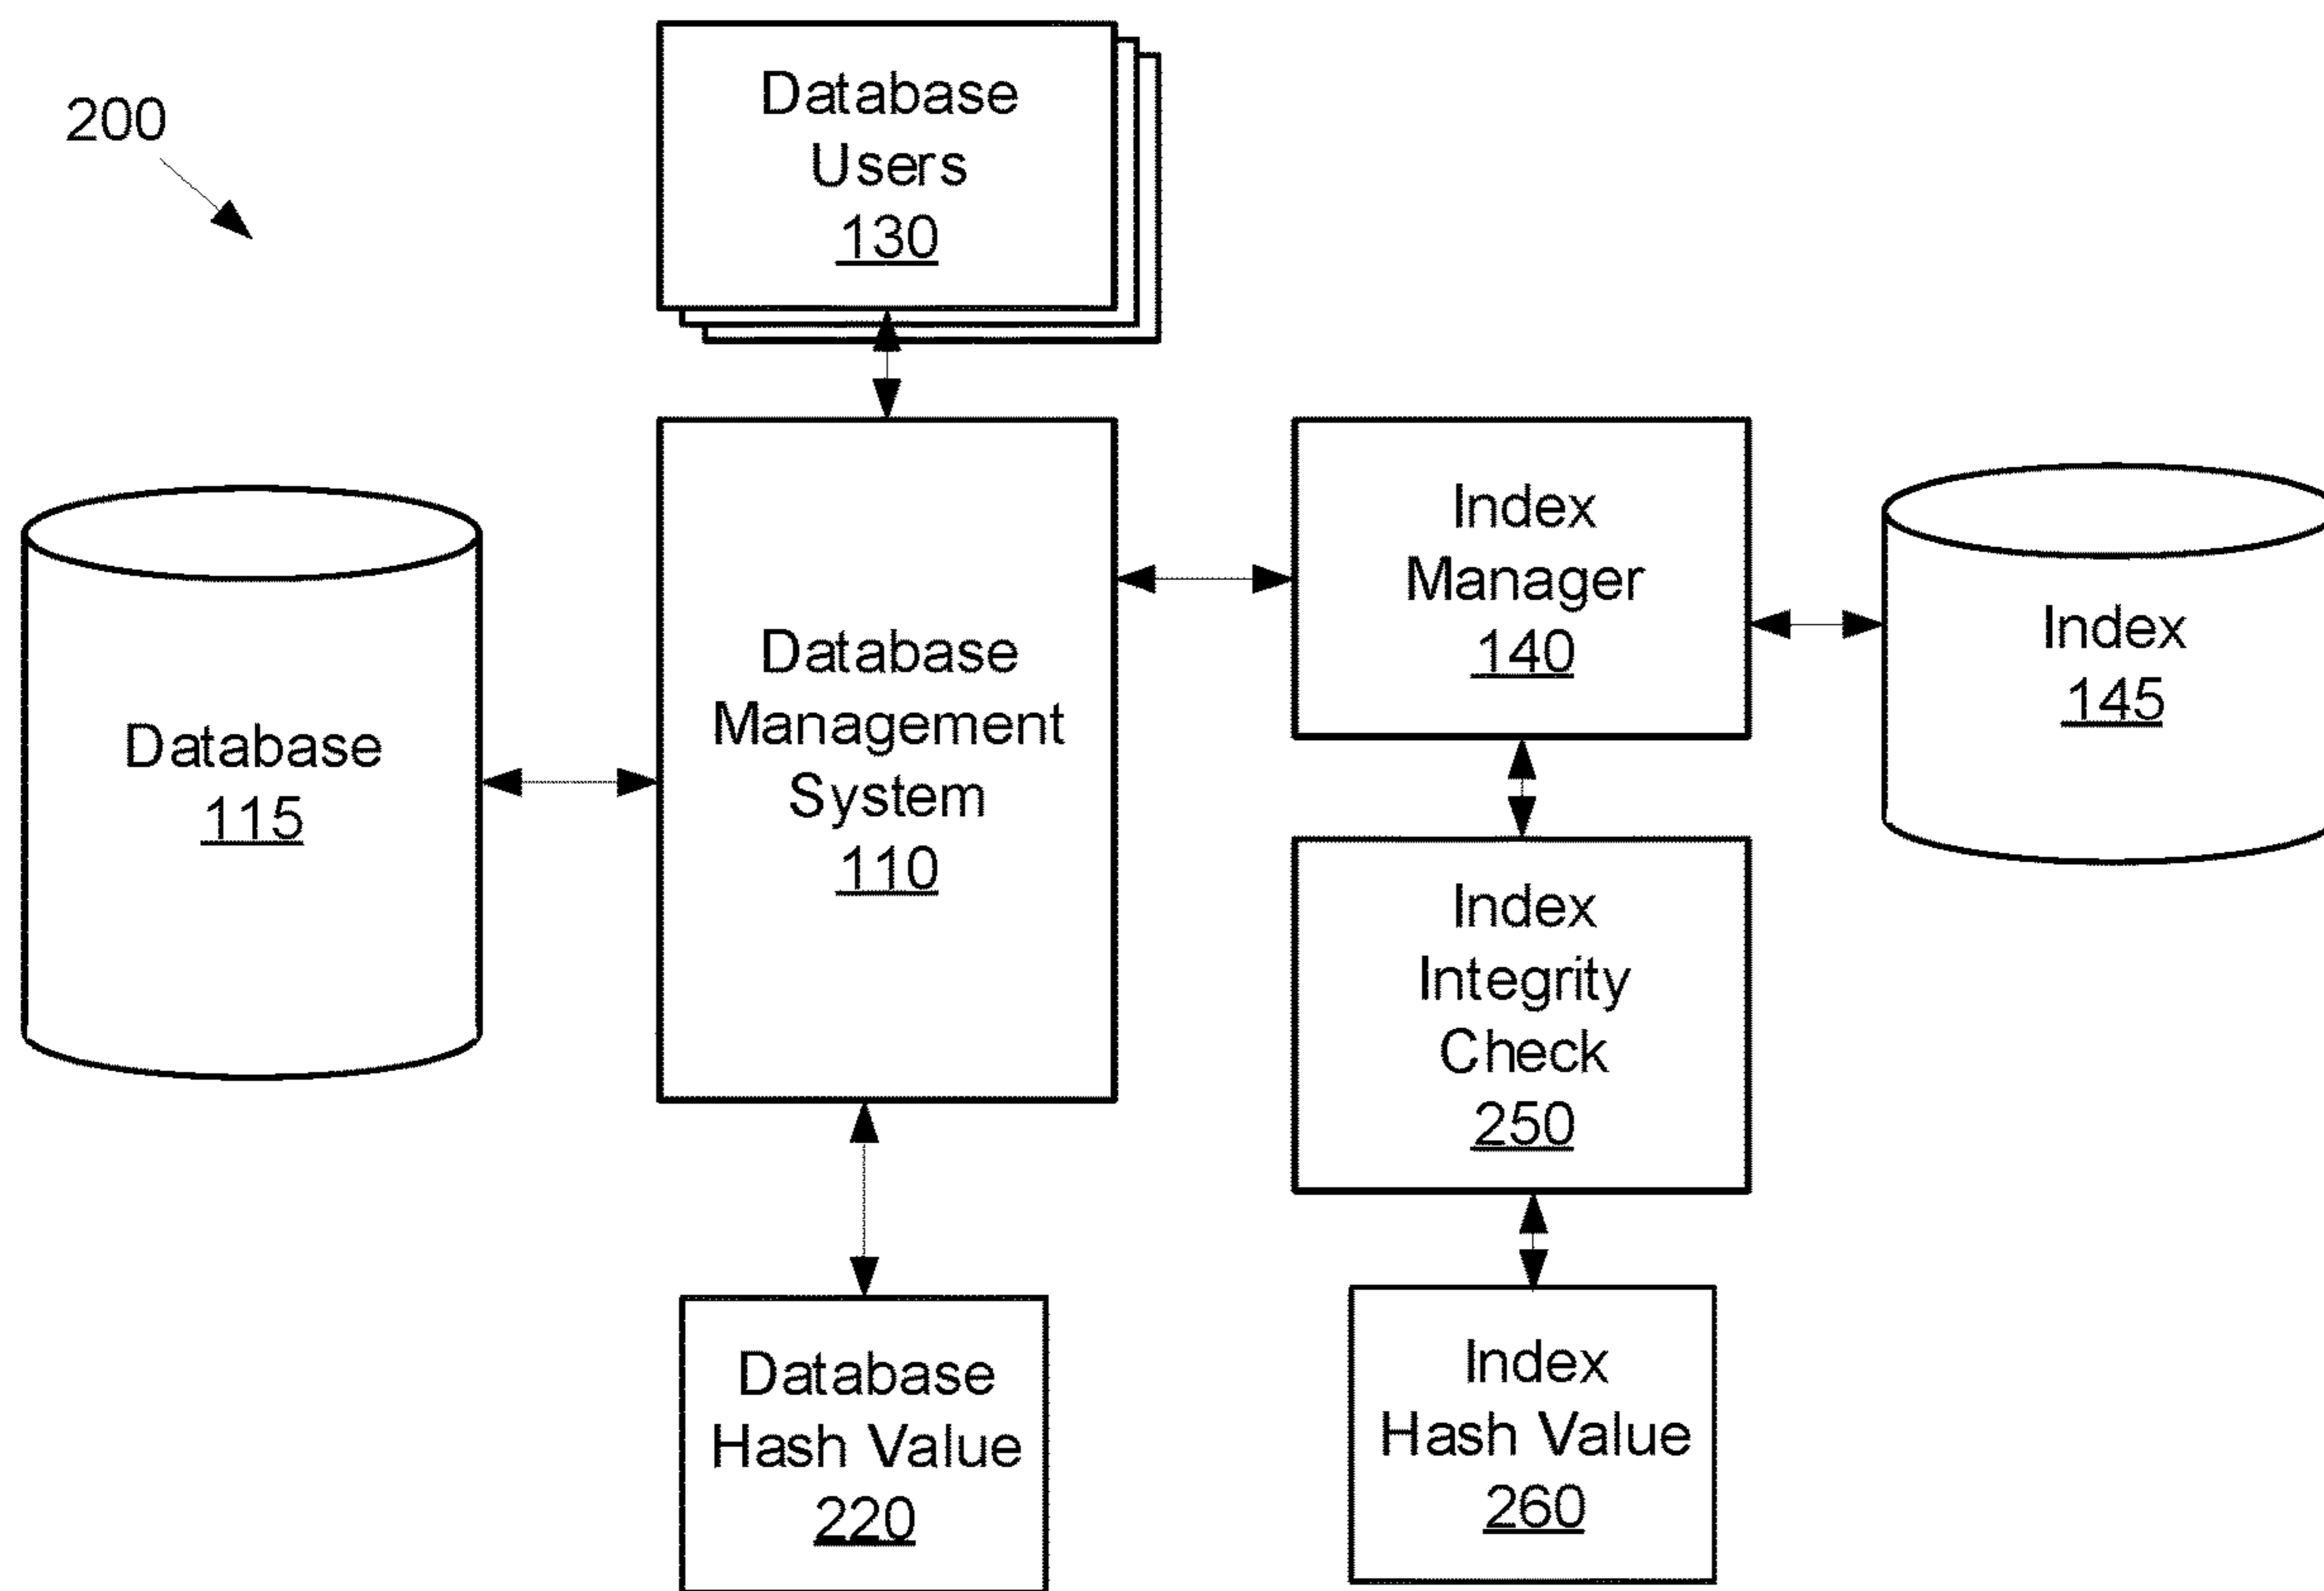 200
Database
Users
130
Database
115
Database
Management
System
110
Index
Manager
140
Index
145
Index
Integrity
Check
250
Database
Hash Value
220
Index
Hash Value
260